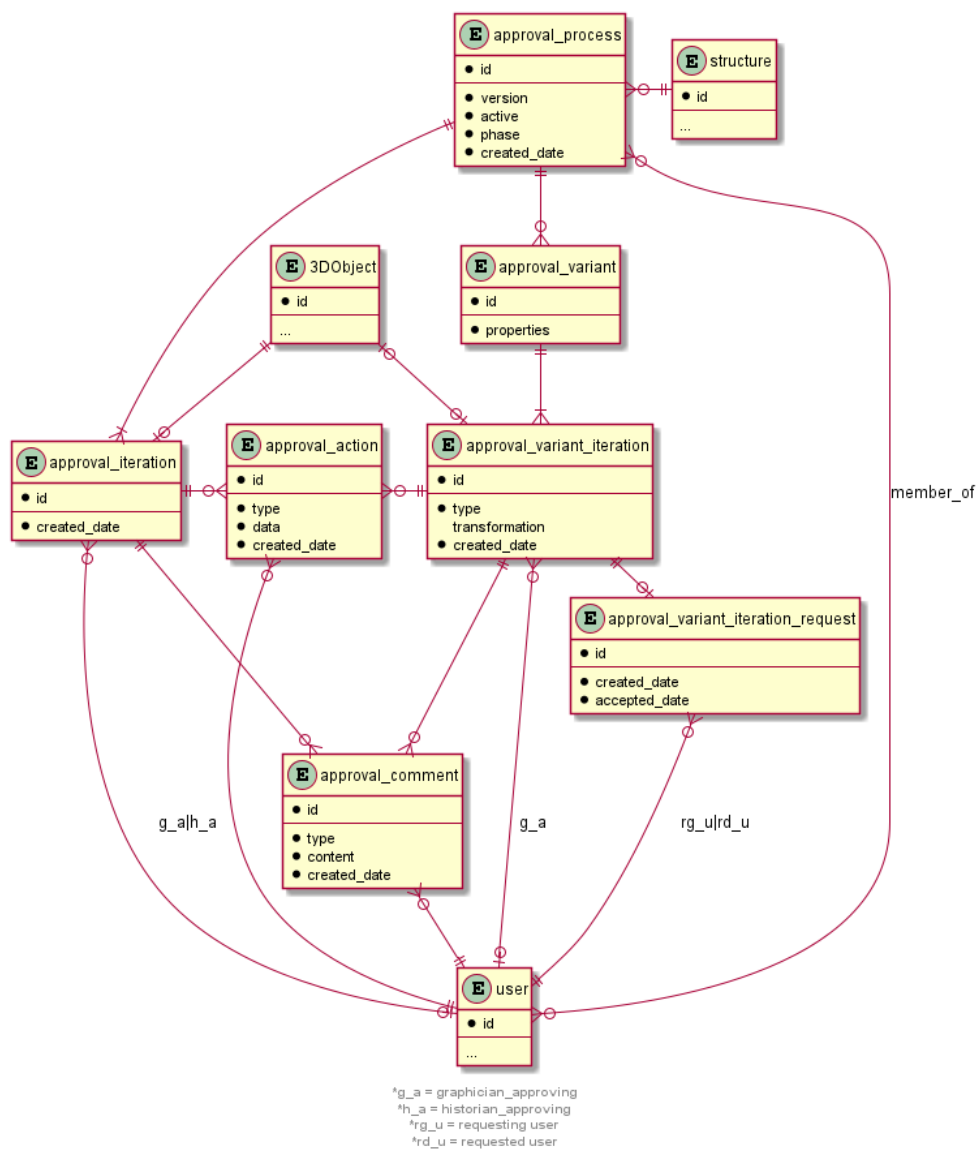 E approval_process
id
version
active
phase
created_date
E structure
id
...
E 3DObject
id
...
E approval_variant
id
properties
E approval_iteration
id
created_date
E approval_action
id
type
data
created_date
E approval_variant_iteration
id
type
transformation
created_date
member_of
E approval_variant_iteration_request
id
created_date
accepted_date
E approval_comment
id
type
content
created_date
g_a|h_a
g_a
rg_u|rd_u
E user
id
...
*g_a = graphician_approving
*h_a = historian_approving
*rg_u = requesting user
*rd_u = requested user